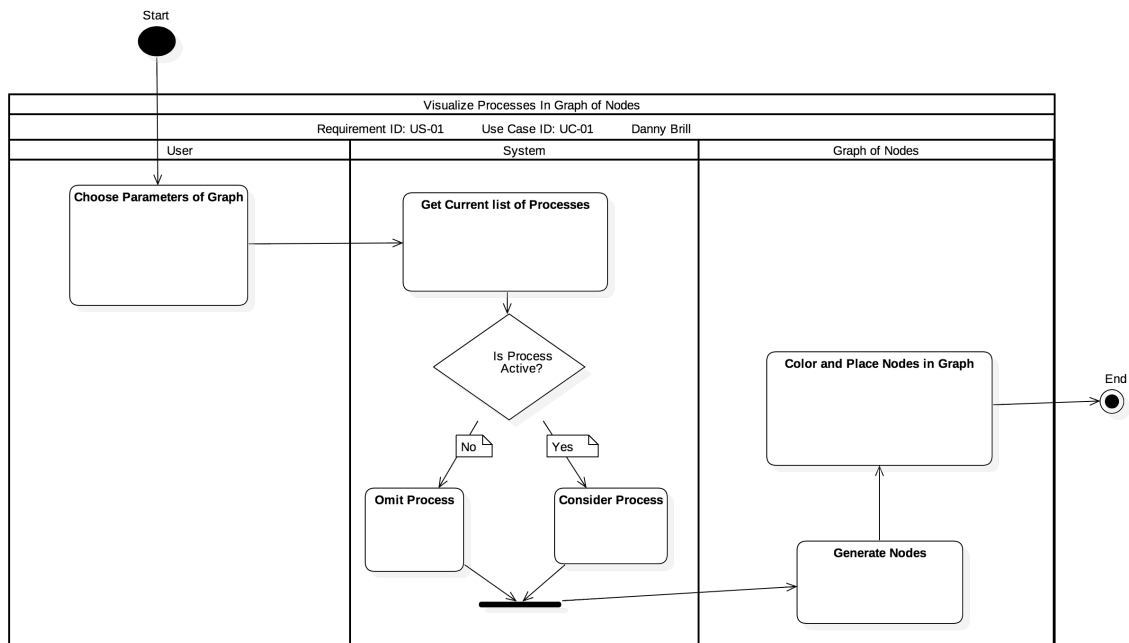 Start
Visualize Processes In Graph of Nodes
Requirement ID: US-01 Use Case ID: UC-01 Danny Brill
User
System
Graph of Nodes
Choose Parameters of Graph
Get Current list of Processes
Is Process
Active?
No
Yes
Omit Process
Consider Process
Color and Place Nodes in Graph
End
Generate Nodes